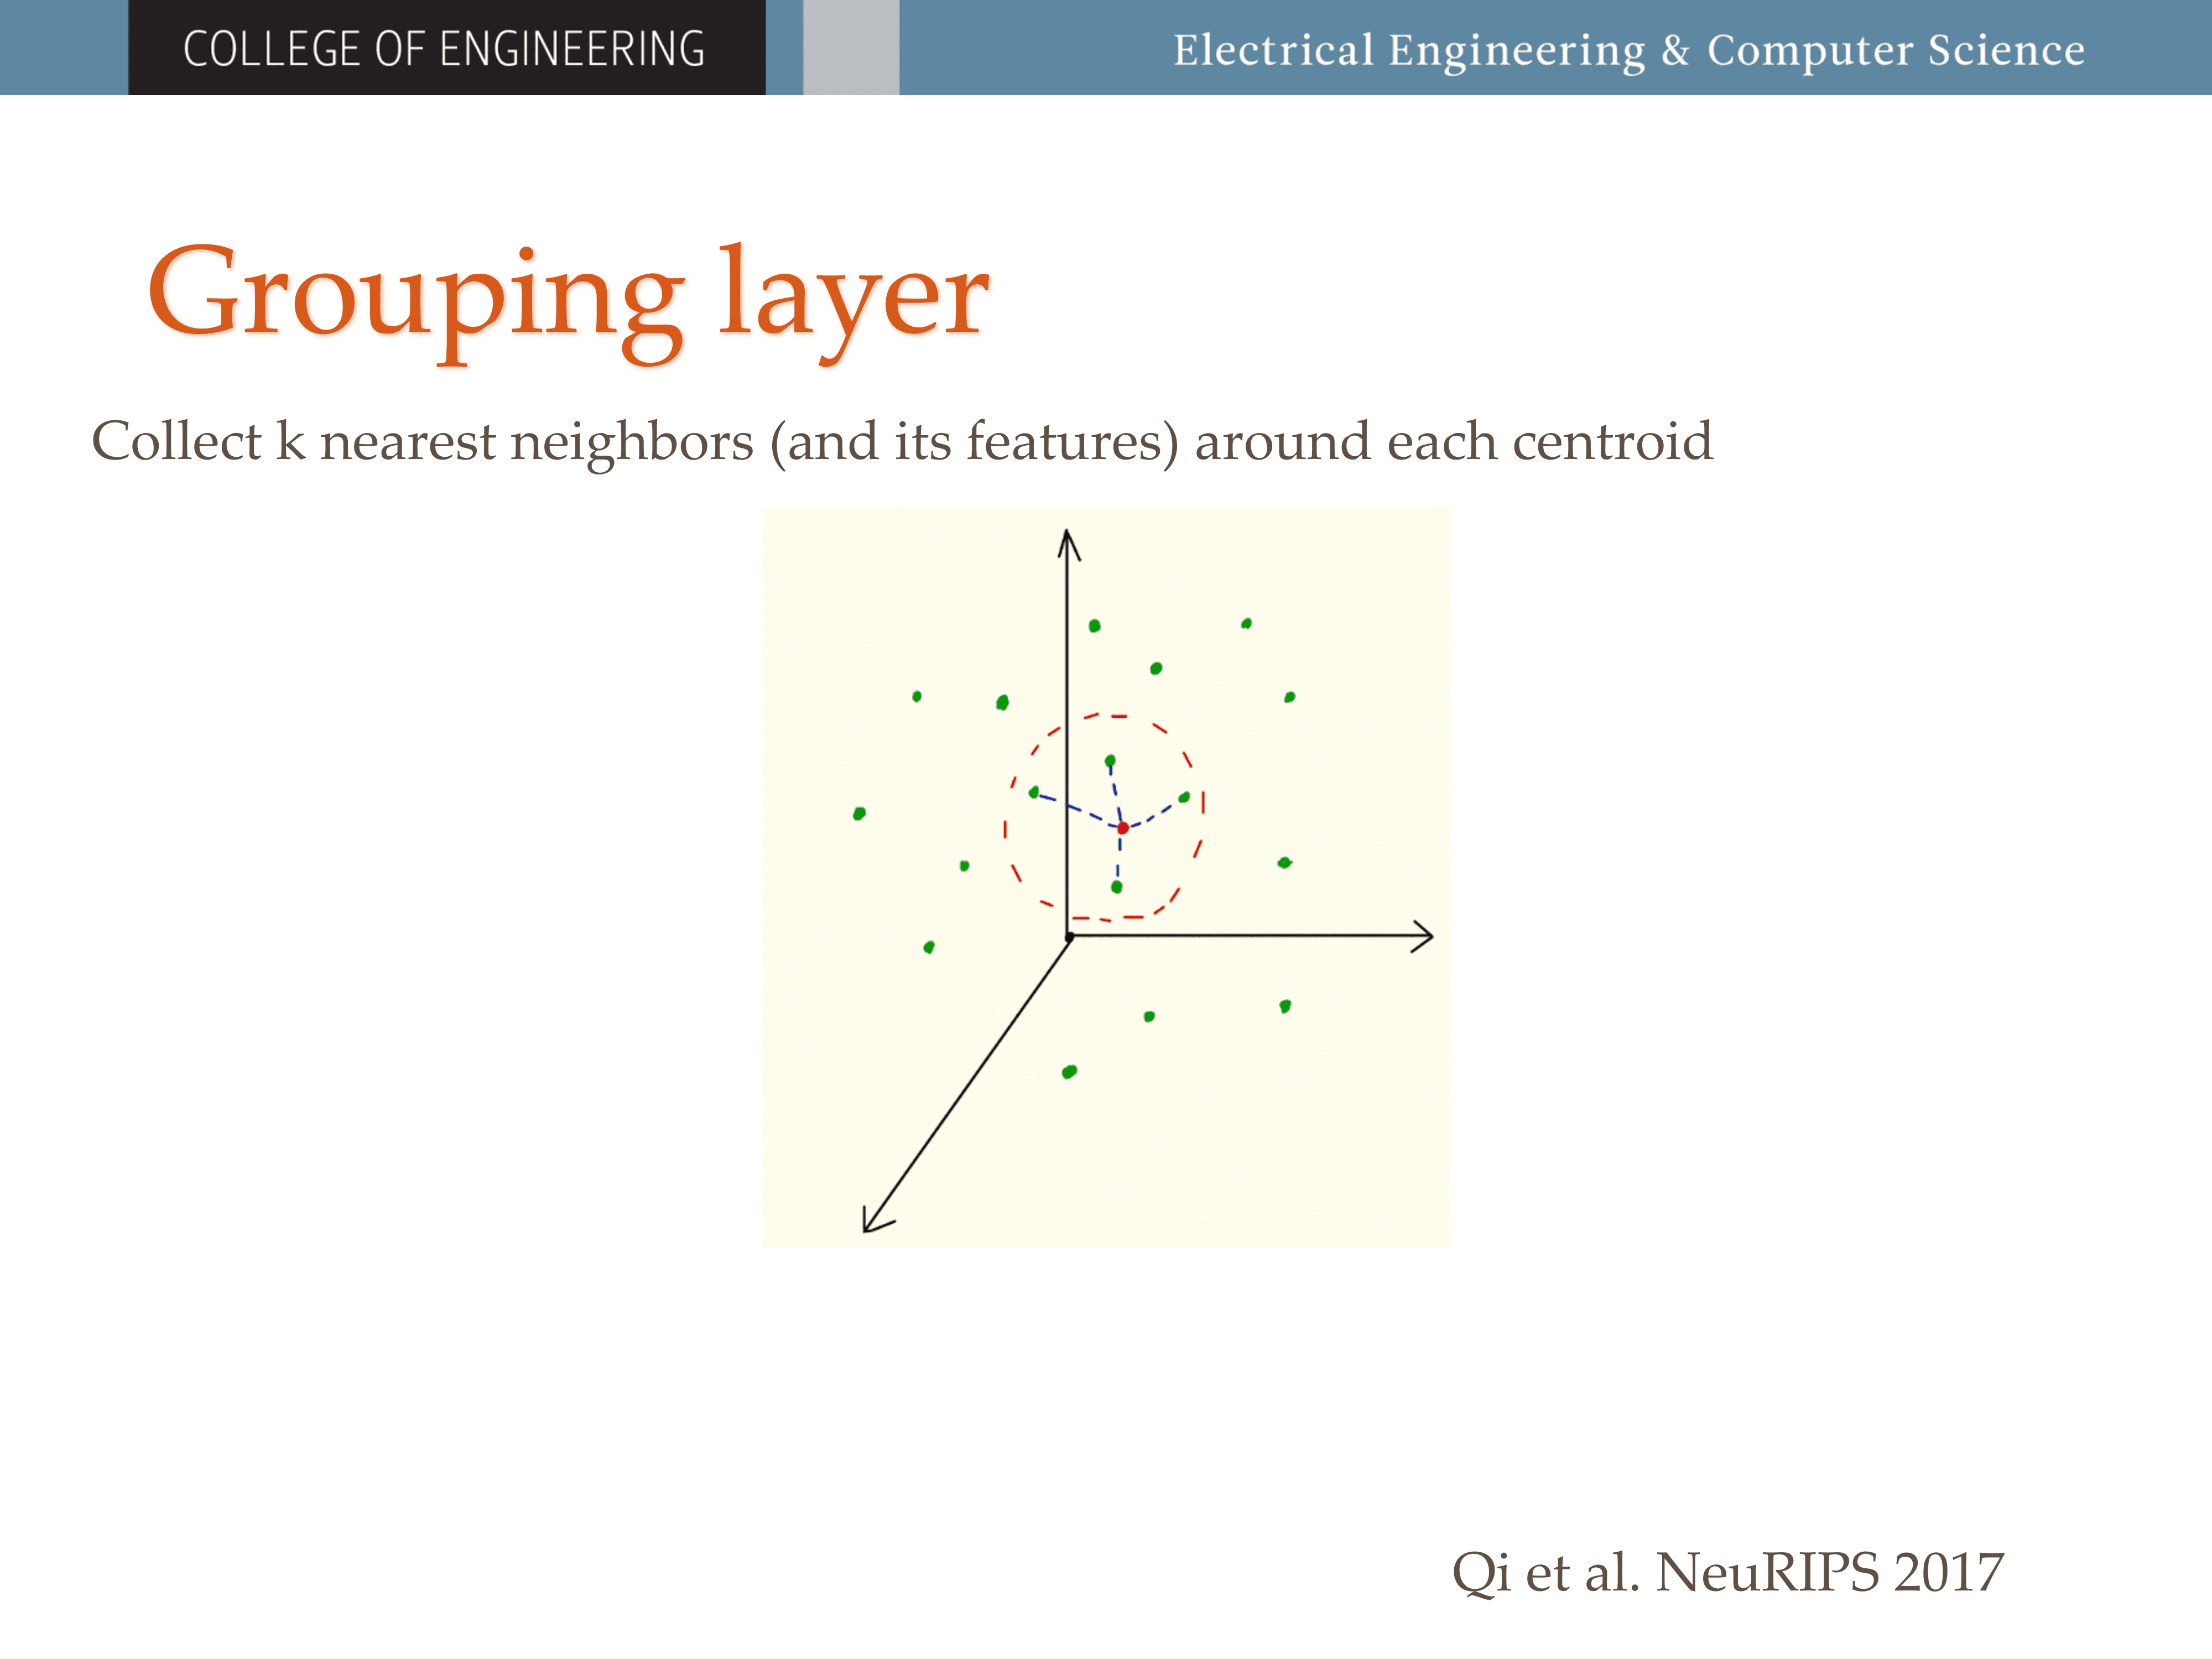 COLLEGE OF ENGINEERING
Electrical Engineering & Computer Science
Grouping layer
Collect k nearest neighbors (and its features) around each centroid
Qi et al. NeuRIPS 2017